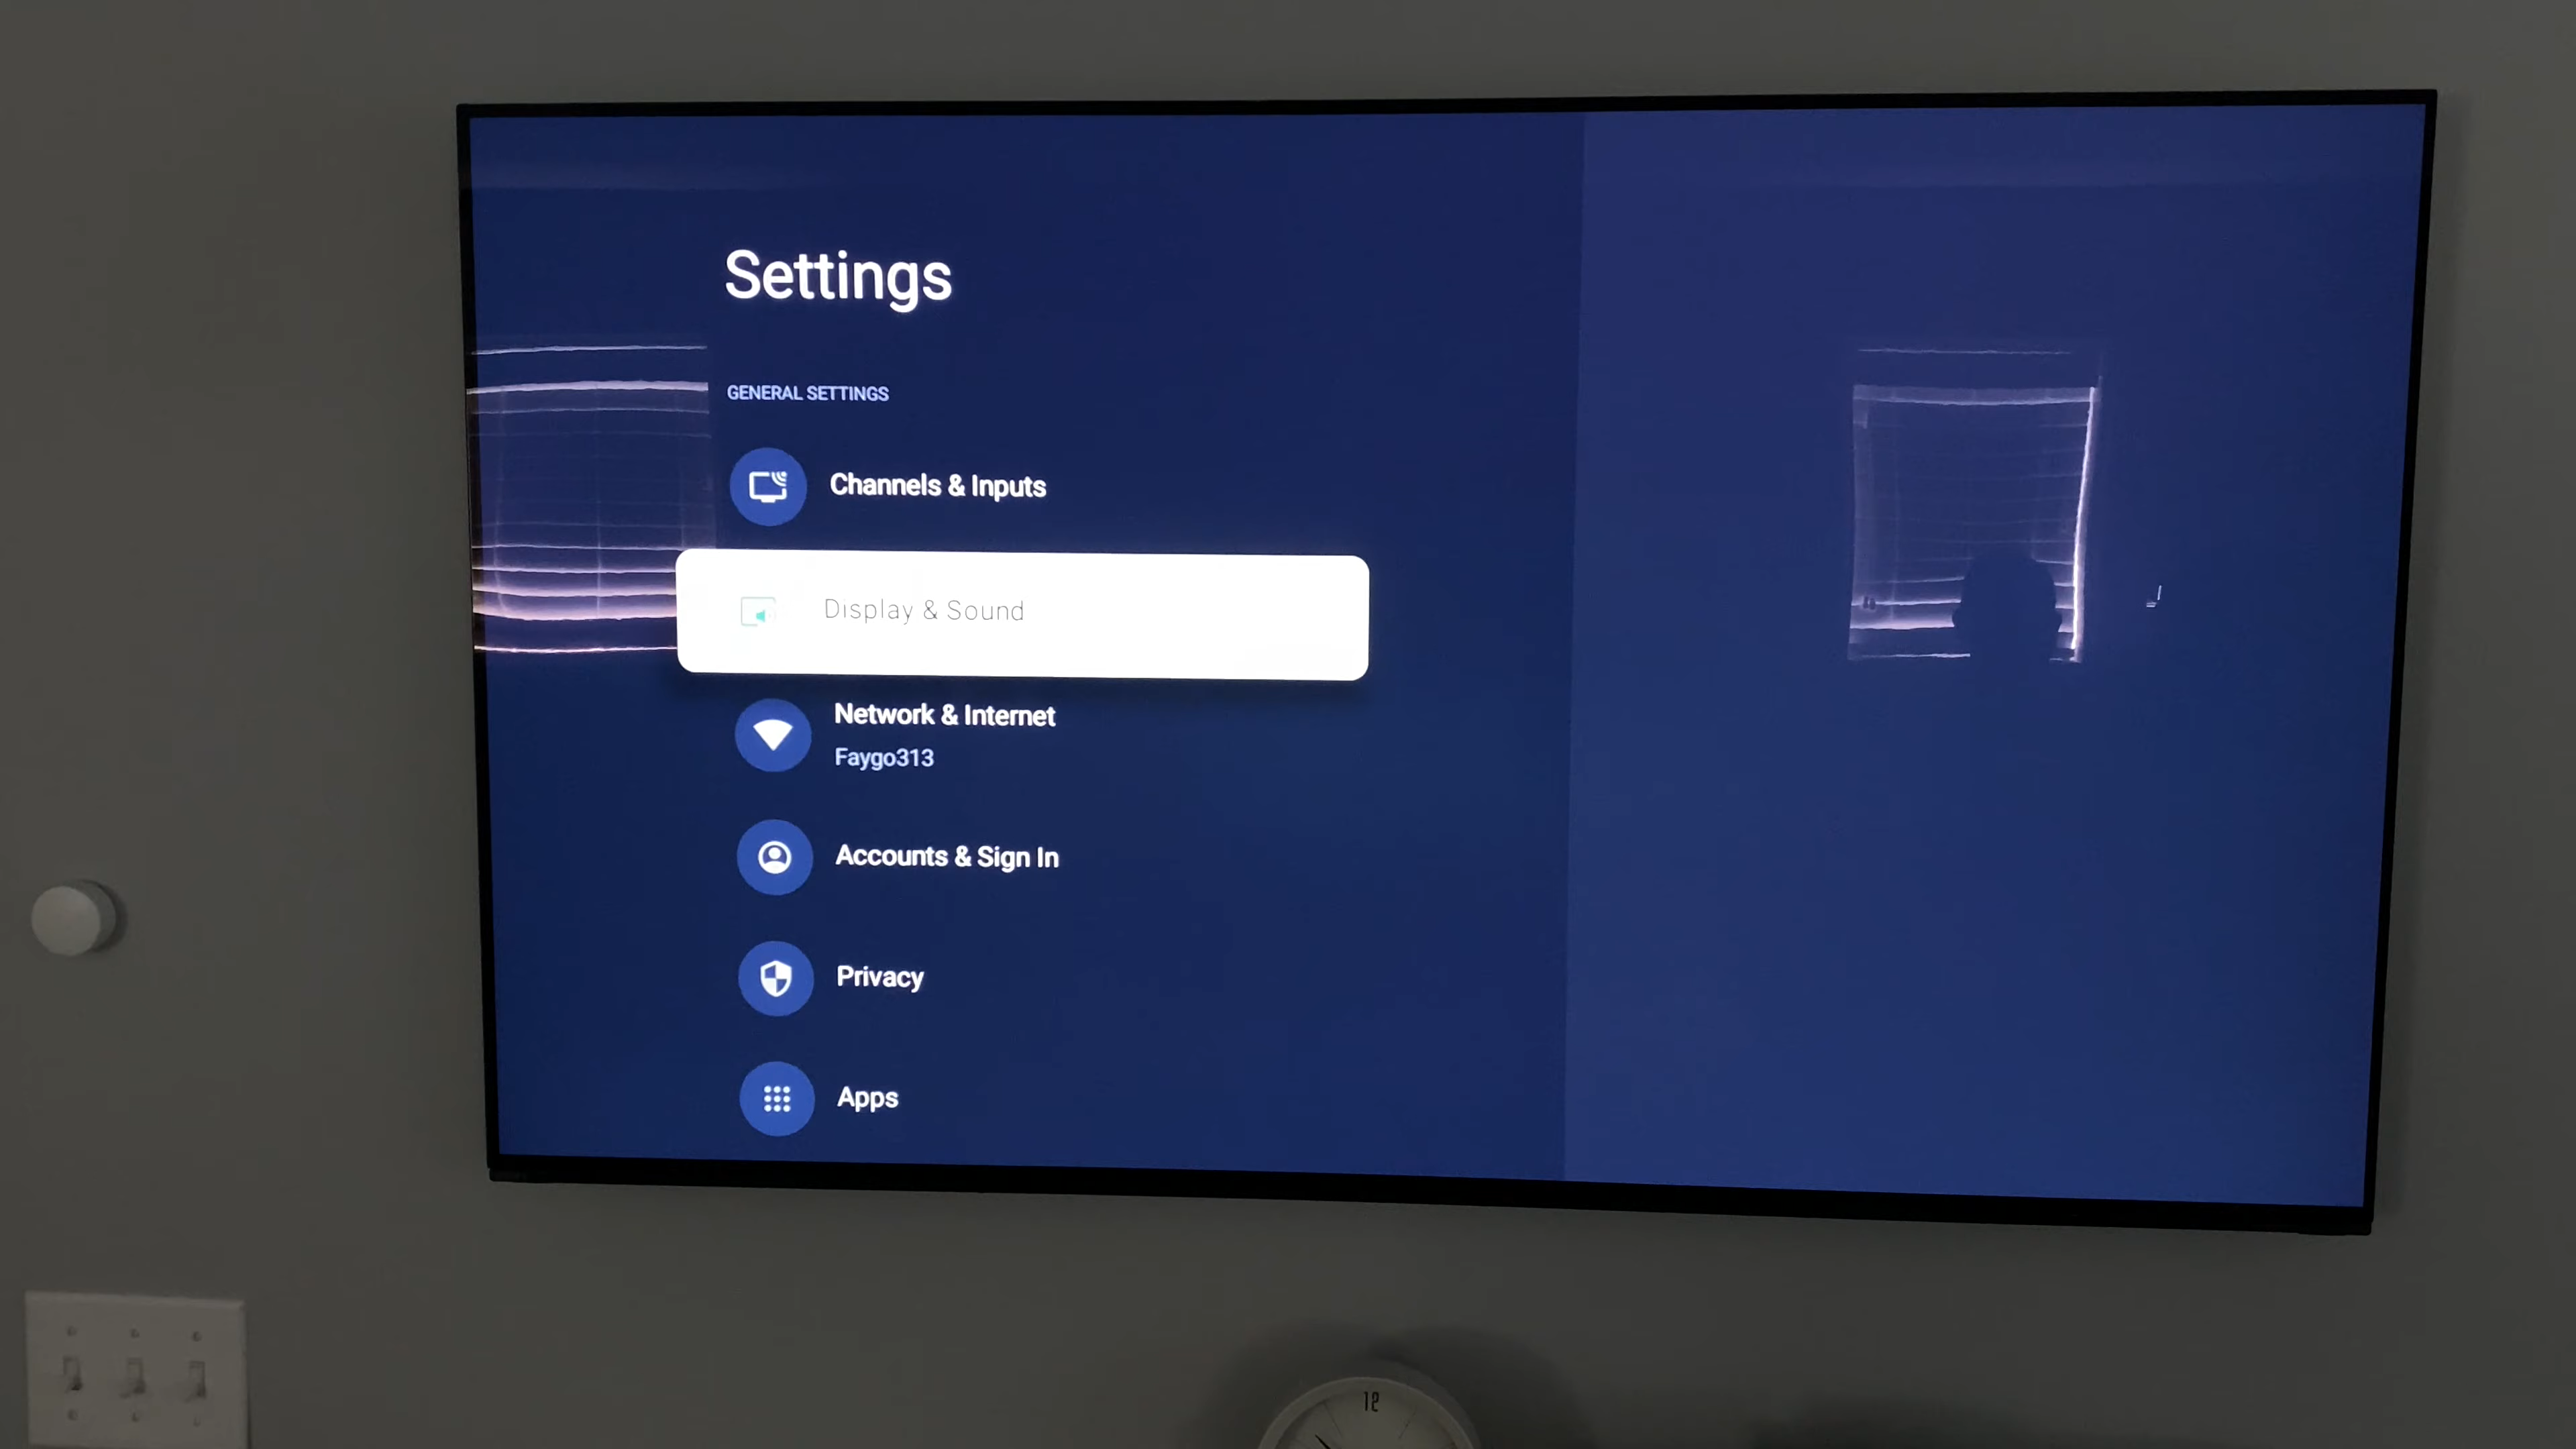 Settings
GENERAL SETTINGS
Channels & Inputs
Display & Sound
Network & Internet
Faygo313
Accounts & Sign In
Privacy
Apps
12